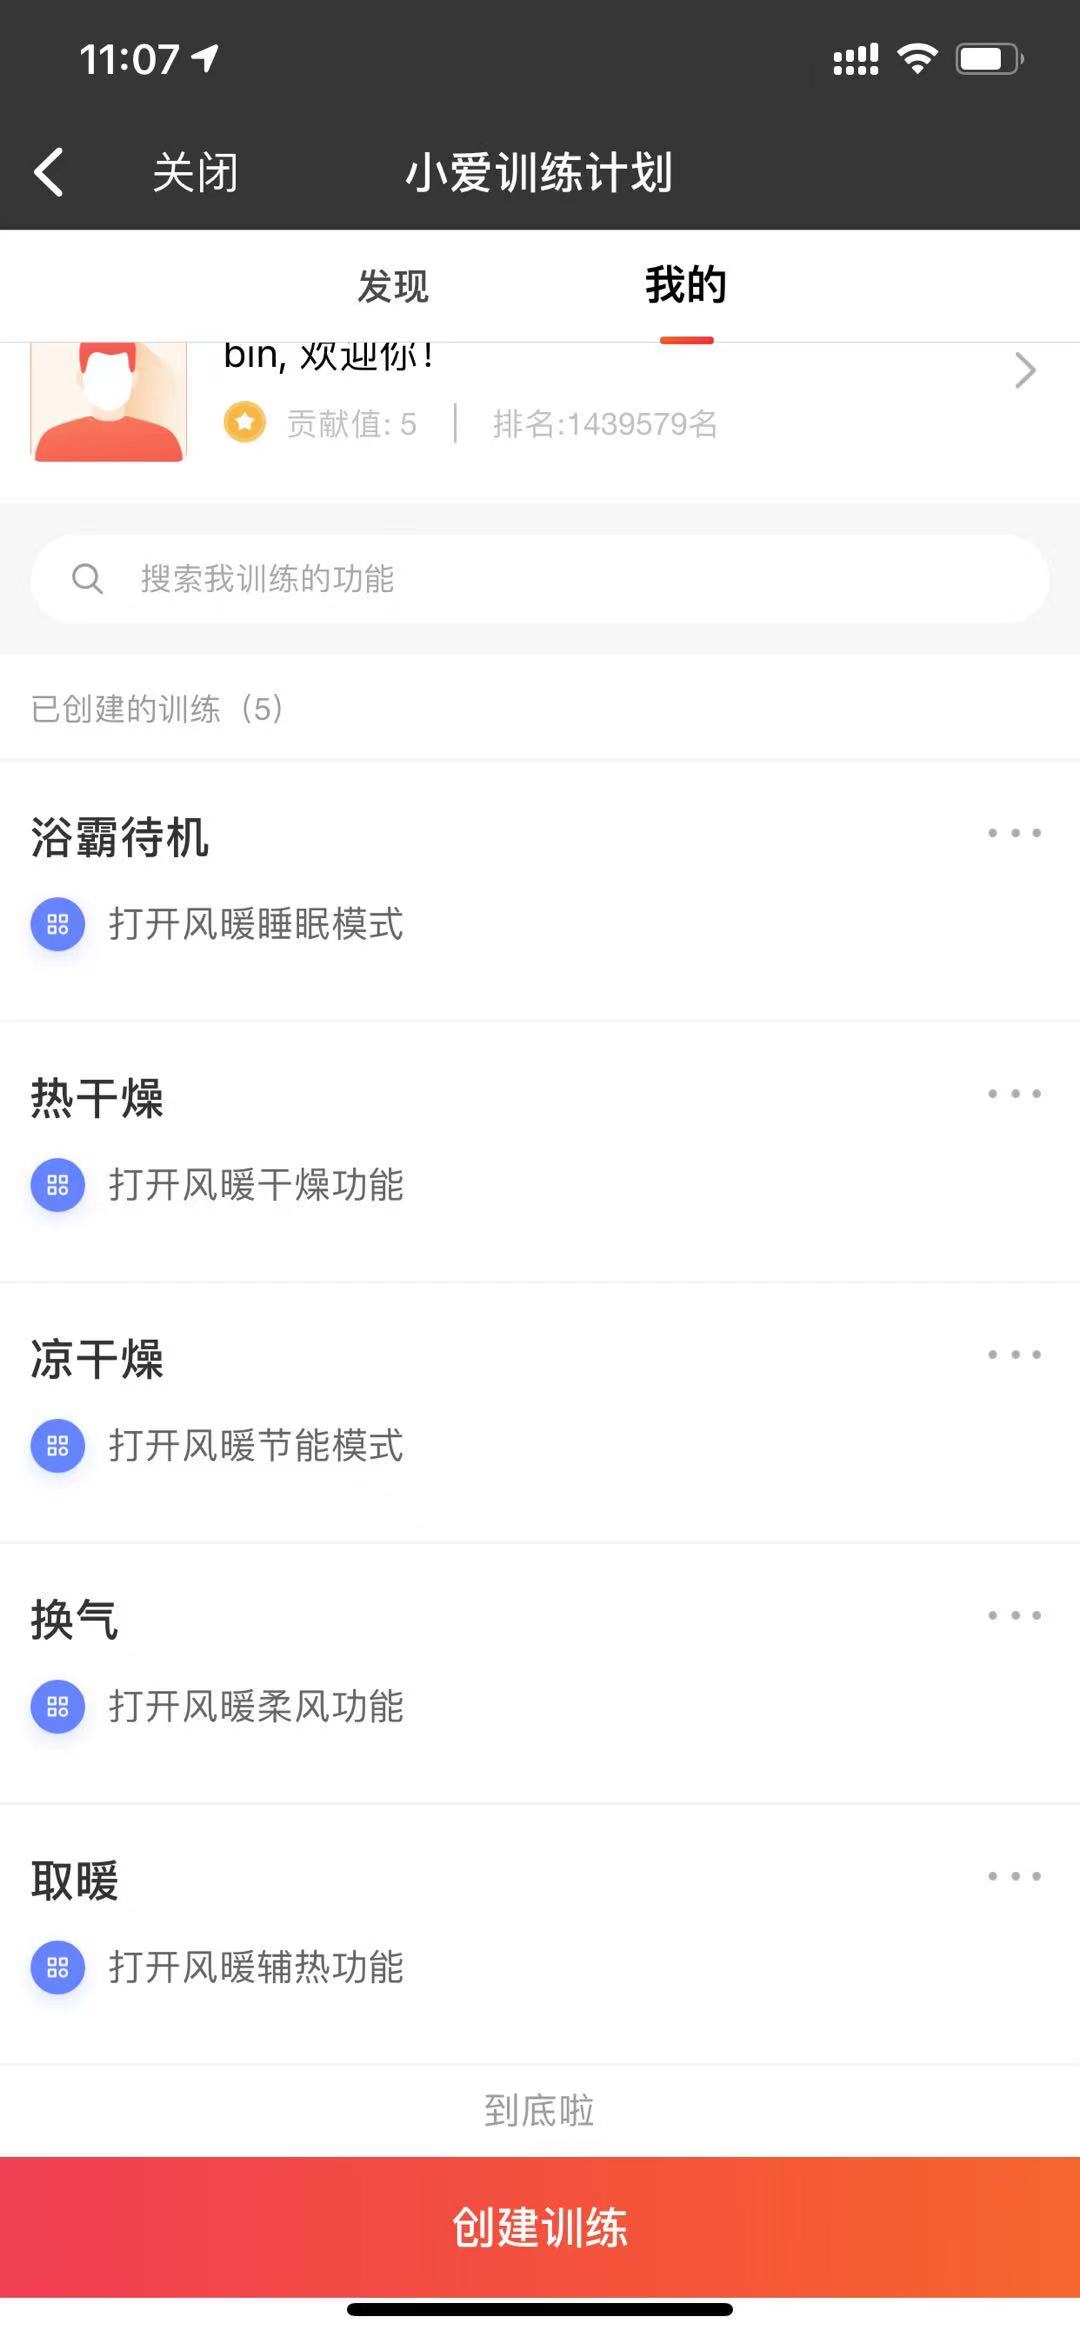 11:07
关闭
小爱训练计划
发现
我的
bin, 欢迎你！
贡献值: 5
排名:1439579名
搜索我训练的功能
已创建的训练（5）
浴霸待机
打开风暖睡眠模式
热干燥
打开风暖干燥功能
凉干燥
打开风暖节能模式
换气
打开风暖柔风功能
取暖
打开风暖辅热功能
到底啦
创建训练